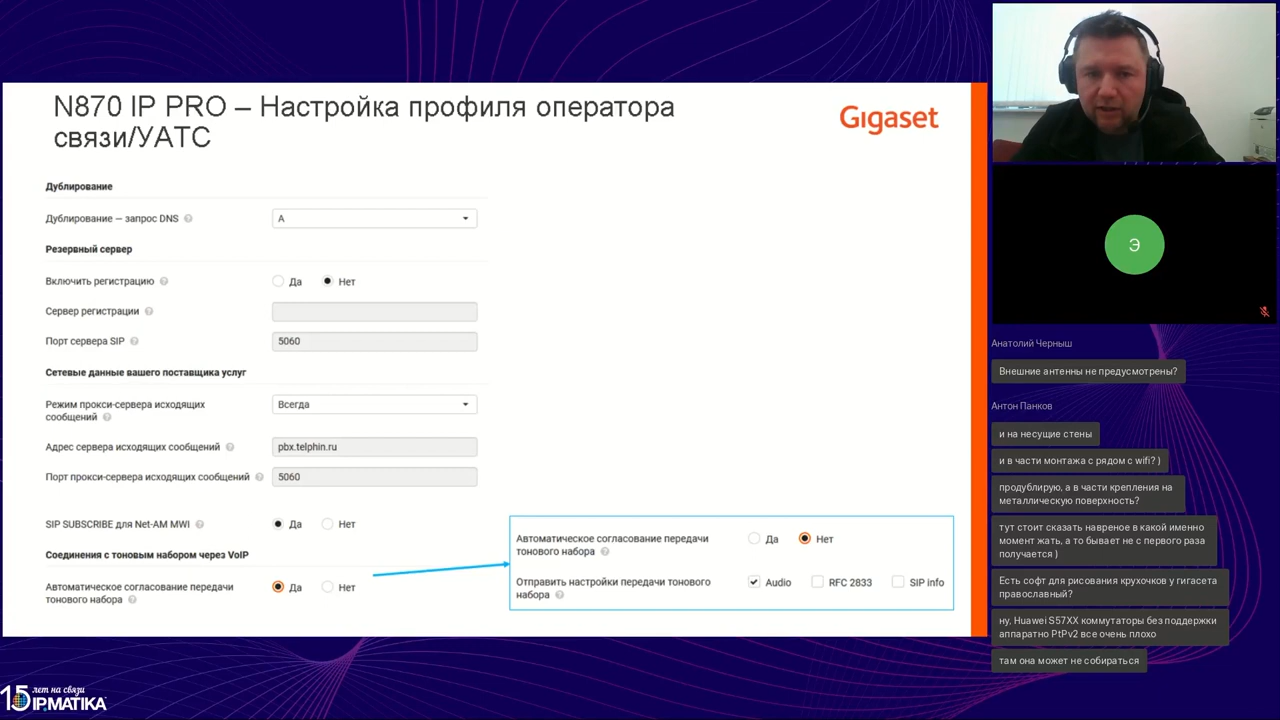 N870 IP PRO – Настройка профиля оператора
связи/УАТС
Gigaset
Дублирование
Дублирование — запрос DNS
A
Резервный сервер
Включить регистрацию
Да
Нет
Сервер регистрации
Порт сервера SIP
5060
Сетевые данные вашего поставщика услуг
Режим прокси-сервера исходящих
сообщений
Всегда
Адрес сервера исходящих сообщений
pbx.telphin.ru
Порт прокси-сервера исходящих сообщений
5060
SIP SUBSCRIBE для Net-AM MWI
Да
Нет
Соединения с тоновым набором через VoIP
Автоматическое согласование передачи
тонового набора
Да
Нет
Автоматическое согласование передачи
тонового набора
Да
Нет
Отправить настройки передачи тонового
набора
Audio
RFC 2833
SIP info
Э
Анатолий Черныш
Внешние антенны не предусмотрены?
Антон Панков
и на несущие стены
и в части монтажа с рядом с wifi? )
продублирую, а в части крепления на
металлическую поверхность?
тут стоит сказать навреное в какой именно
момент жать, а то бывает не с первого раза
получается )
Есть софт для рисования крухочков у гигасета
православный?
ну, Huawei S57XX коммутаторы без поддержки
аппаратно PtPv2 все очень плохо
там она может не собираться
15 лет на связи
IPMATIKA